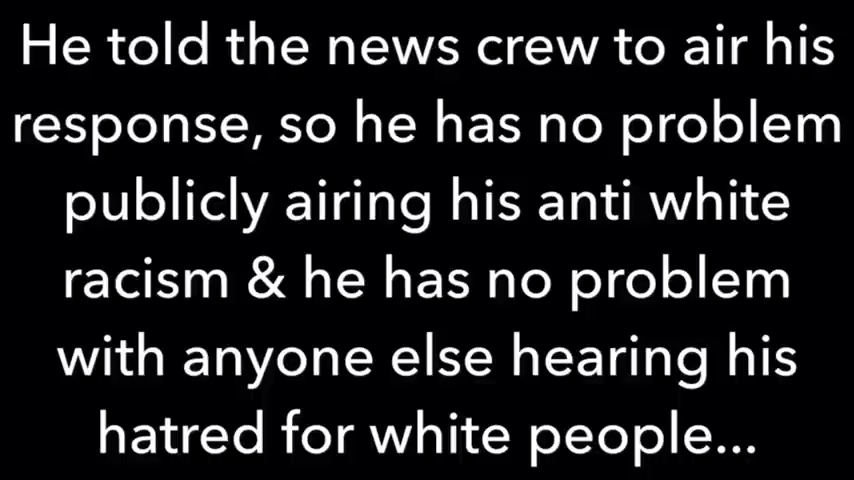 He told the news crew to air his
response, so he has no problem
publicly airing his anti white
racism & he has no problem
with anyone else hearing his
hatred for white people...